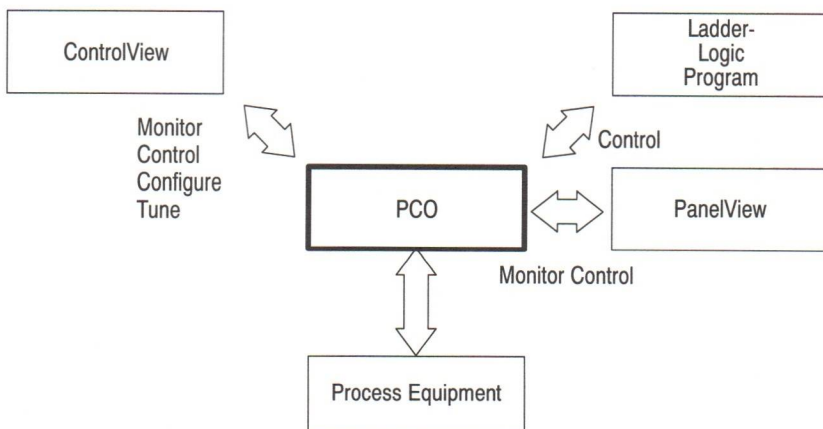 ControlView
Ladder-
Logic
Program
Monitor
Control
Configure
Tune
Control
PCO
PanelView
Monitor Control
Process Equipment